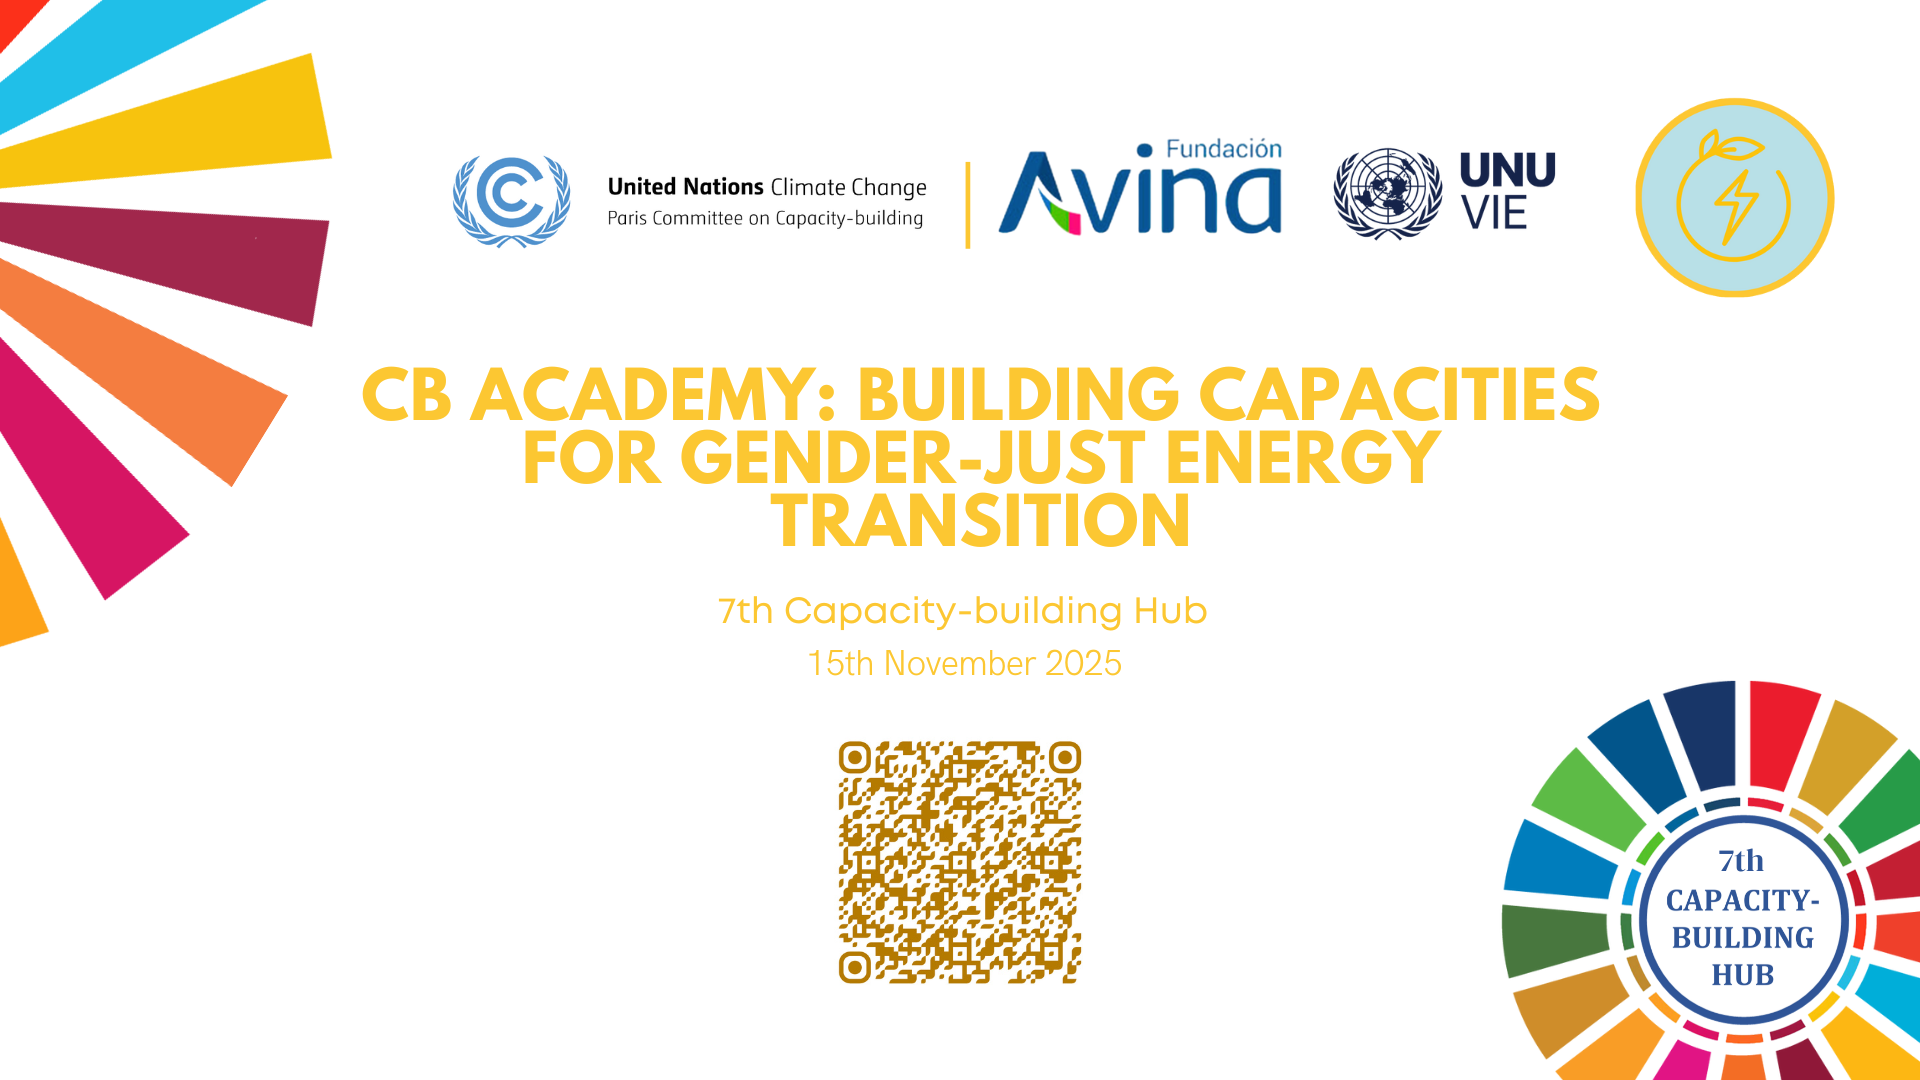 United Nations Climate Change
Paris Committee on Capacity-building
Fundación
Avina
UNU
VIE
CB ACADEMY: BUILDING CAPACITIES
FOR GENDER-JUST ENERGY
TRANSITION
7th Capacity-building Hub
15th November 2025
7th
CAPACITY-
BUILDING
HUB